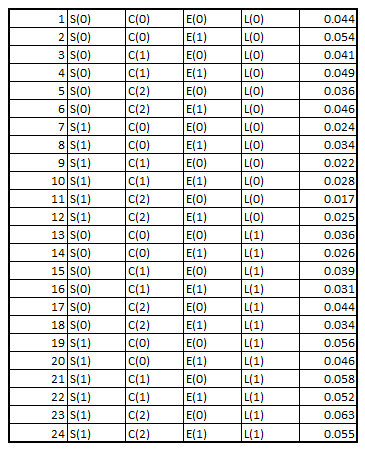 1 S(0) C(0) E(0) L(0) 0.044
2 S(0) C(0) E(1) L(0) 0.054
3 S(0) C(1) E(0) L(0) 0.041
4 S(0) C(1) E(1) L(0) 0.049
5 S(0) C(2) E(0) L(0) 0.036
6 S(0) C(2) E(1) L(0) 0.046
7 S(1) C(0) E(0) L(0) 0.024
8 S(1) C(0) E(1) L(0) 0.034
9 S(1) C(1) E(0) L(0) 0.022
10 S(1) C(1) E(1) L(0) 0.028
11 S(1) C(2) E(0) L(0) 0.017
12 S(1) C(2) E(1) L(0) 0.025
13 S(0) C(0) E(0) L(1) 0.036
14 S(0) C(0) E(1) L(1) 0.026
15 S(0) C(1) E(0) L(1) 0.039
16 S(0) C(1) E(1) L(1) 0.031
17 S(0) C(2) E(0) L(1) 0.044
18 S(0) C(2) E(1) L(1) 0.034
19 S(1) C(0) E(0) L(1) 0.056
20 S(1) C(0) E(1) L(1) 0.046
21 S(1) C(1) E(0) L(1) 0.058
22 S(1) C(1) E(1) L(1) 0.052
23 S(1) C(2) E(0) L(1) 0.063
24 S(1) C(2) E(1) L(1) 0.055